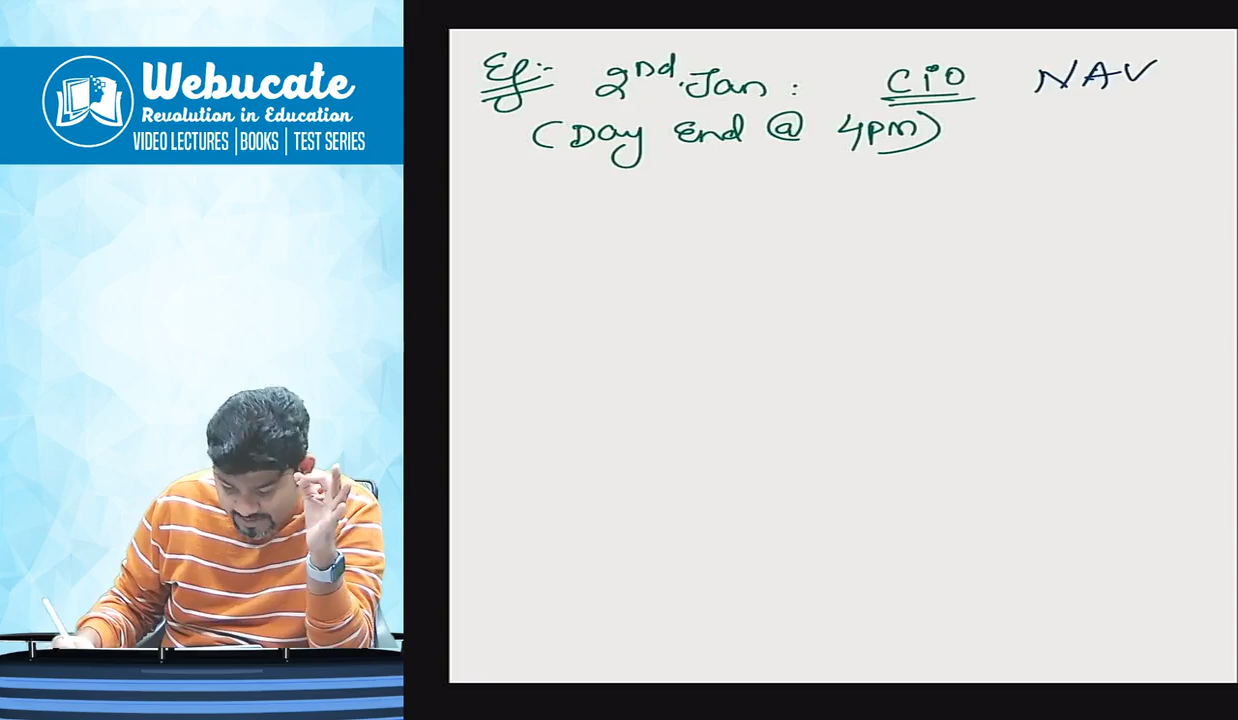 Webucate
Revolution in Education
VIDEO LECTURES | BOOKS | TEST SERIES
Eg:- 2nd Jan : CiO NAV
(Day End @ 4PM)